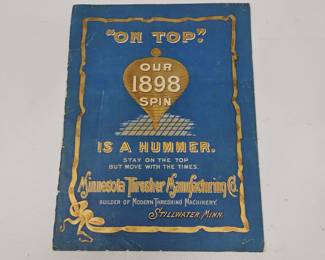 "ON TOP."
OUR
1898
SPIN
IS A HUMMER.
STAY ON THE TOP
BUT MOVE WITH THE TIMES.
Minnesota Thresher Manufacturing Co.
BUILDER OF MODERN THRESHING MACHINERY.
STILLWATER, MINN.